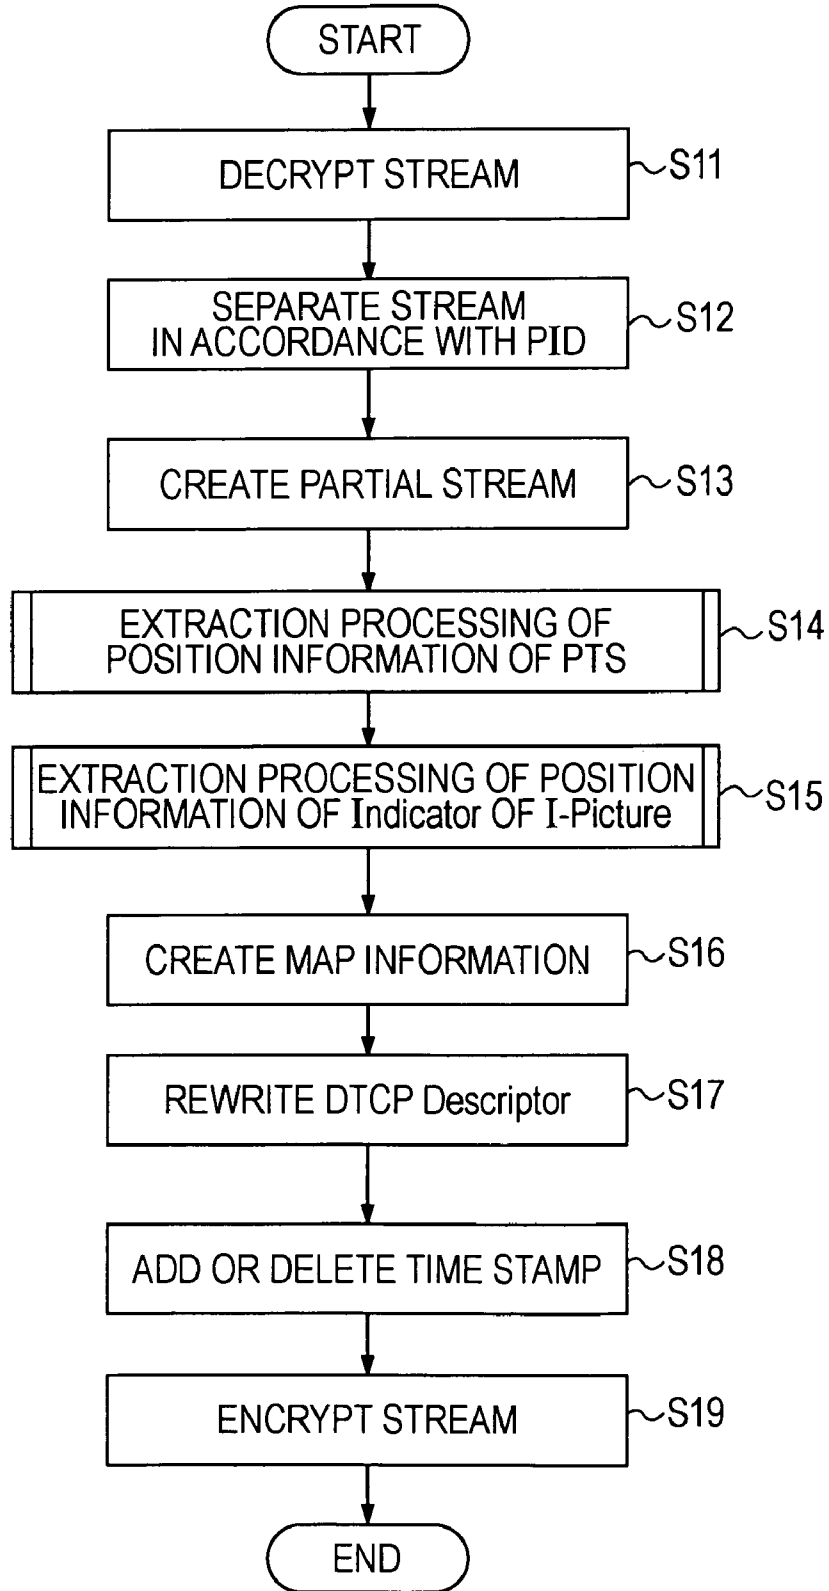 START
DECRYPT STREAM
S11
SEPARATE STREAM
IN ACCORDANCE WITH PID
S12
CREATE PARTIAL STREAM
S13
EXTRACTION PROCESSING OF
POSITION INFORMATION OF PTS
S14
EXTRACTION PROCESSING OF POSITION
INFORMATION OF Indicator OF I-Picture
S15
CREATE MAP INFORMATION
S16
REWRITE DTCP Descriptor
S17
ADD OR DELETE TIME STAMP
S18
ENCRYPT STREAM
S19
END